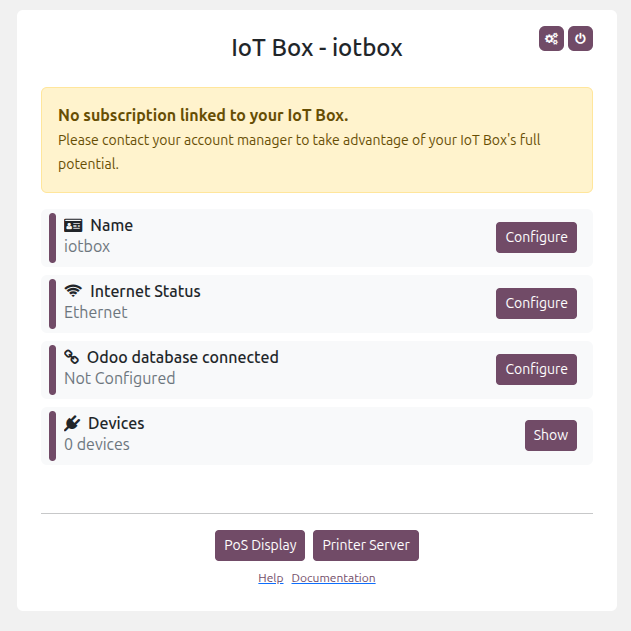 IoT Box - iotbox
No subscription linked to your IoT Box.
Please contact your account manager to take advantage of your IoT Box's full
potential.
Name
iotbox
Configure
Internet Status
Ethernet
Configure
Odoo database connected
Not Configured
Configure
Devices
0 devices
Show
PoS Display Printer Server
Help Documentation